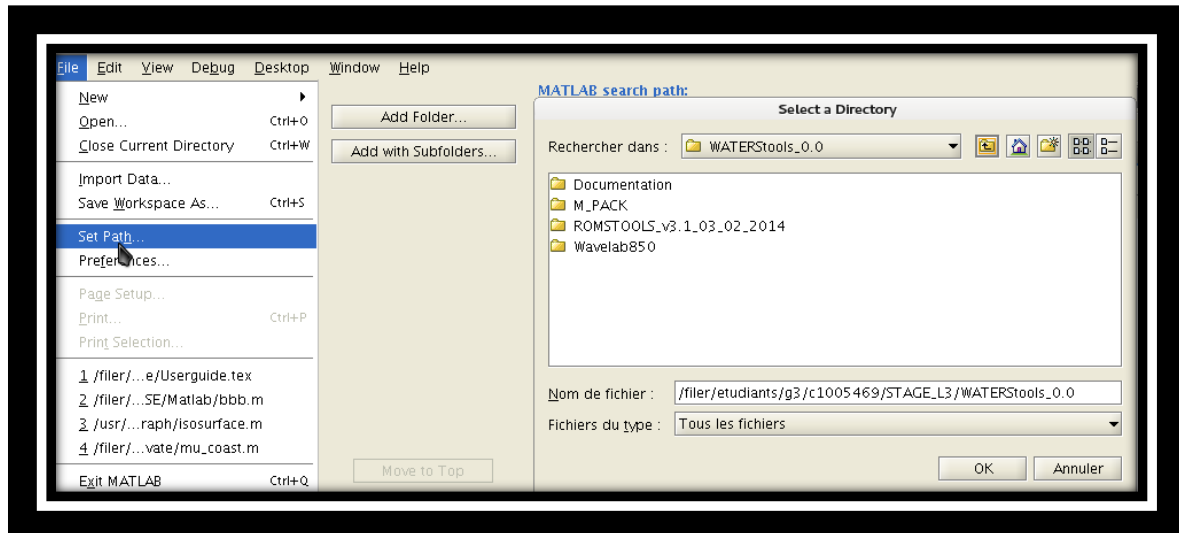 File Edit View Debug Desktop Window Help
New
Open... Ctrl+O
Close Current Directory Ctrl+W
Import Data...
Save Workspace As... Ctrl+S
Set Path...
Preferences...
Page Setup...
Print... Ctrl+P
Print Selection...
1 /filer/...e/Userguide.tex
2 /filer/...SE/Matlab/bbb.m
3 /usr/...raph/isosurface.m
4 /filer/...vate/mu_coast.m
Exit MATLAB Ctrl+Q
Add Folder...
Add with Subfolders...
Move to Top
MATLAB search path:
Select a Directory
Rechercher dans : WATERStools_0.0
Documentation
M_PACK
ROMSTOOLS_v3.1_03_02_2014
Wavelab850
Nom de fichier : /filer/etudiants/g3/c1005469/STAGE_L3/WATERStools_0.0
Fichiers du type : Tous les fichiers
OK Annuler